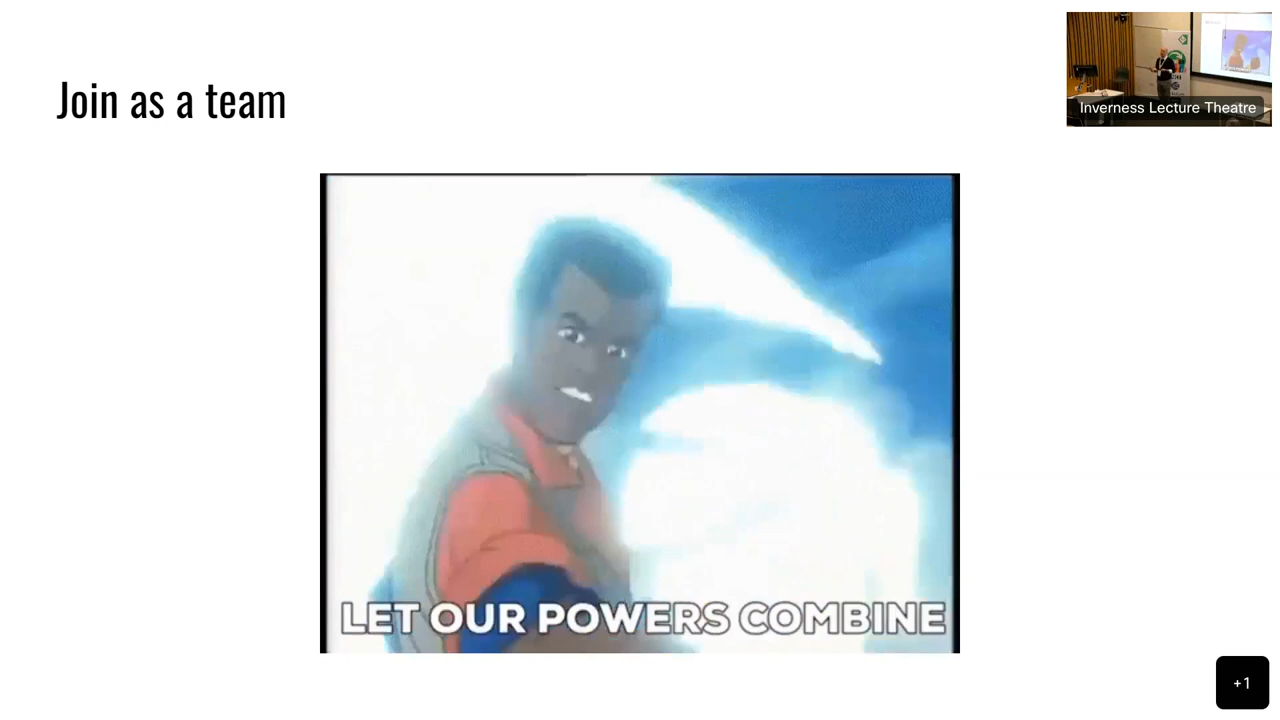 Join as a team
Inverness Lecture Theatre
LET OUR POWERS COMBINE
+1